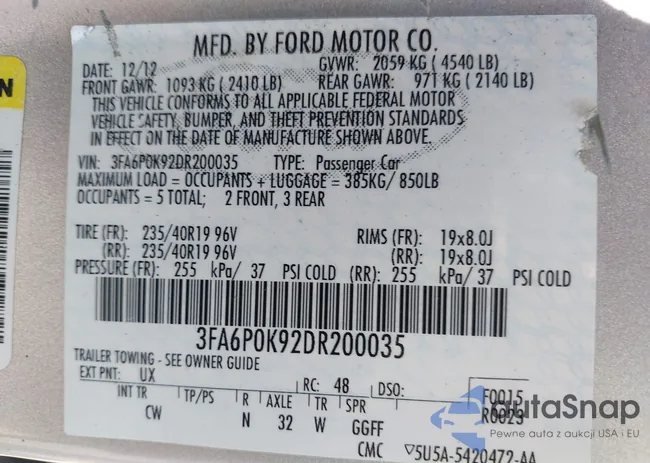 MFD. BY FORD MOTOR CO.
DATE: 12/12 GVWR: 2059 KG (4540 LB)
FRONT GAWR: 1093 KG (2410 LB) REAR GAWR: 971 KG (2140 LB)
THIS VEHICLE CONFORMS TO ALL APPLICABLE FEDERAL MOTOR
VEHICLE SAFETY, BUMPER, AND THEFT PREVENTION STANDARDS
IN EFFECT ON THE DATE OF MANUFACTURE SHOWN ABOVE.
VIN: 3FA6P0K92DR200035 TYPE: Passenger Car
MAXIMUM LOAD = OCCUPANTS + LUGGAGE = 385KG/ 850LB
OCCUPANTS = 5 TOTAL; 2 FRONT, 3 REAR
TIRE (FR): 235/40R19 96V RIMS (FR): 19x8.0J
(RR): 235/40R19 96V (RR): 19x8.0J
PRESSURE (FR): 255 kPa/ 37 PSI COLD (RR): 255 kPa/ 37 PSI COLD
3FA6P0K92DR200035
TRAILER TOWING - SEE OWNER GUIDE
EXT PNT: UX RC: 48 DSO: F0015
R0023
INT TR TP/PS R AXLE TR SPR
CW N 32 W GGFF
CMC ▽5U5A-5420472-AA
N
autoSnap
Pewne auta z aukcji USA i EU